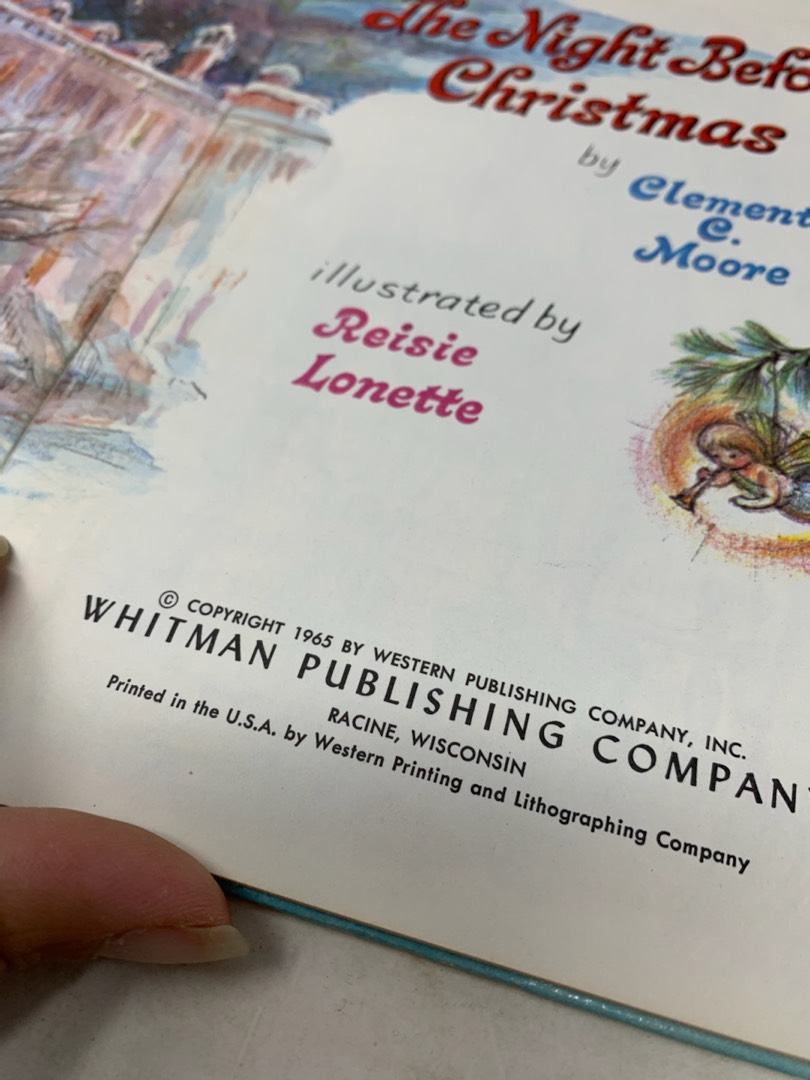 The Night Befo
Christmas
by
Clement
C.
Moore
illustrated by
Reisie
Lonette
© COPYRIGHT 1965 BY WESTERN PUBLISHING COMPANY, INC.
WHITMAN PUBLISHING COMPANY
RACINE, WISCONSIN
Printed in the U.S.A. by Western Printing and Lithographing Company